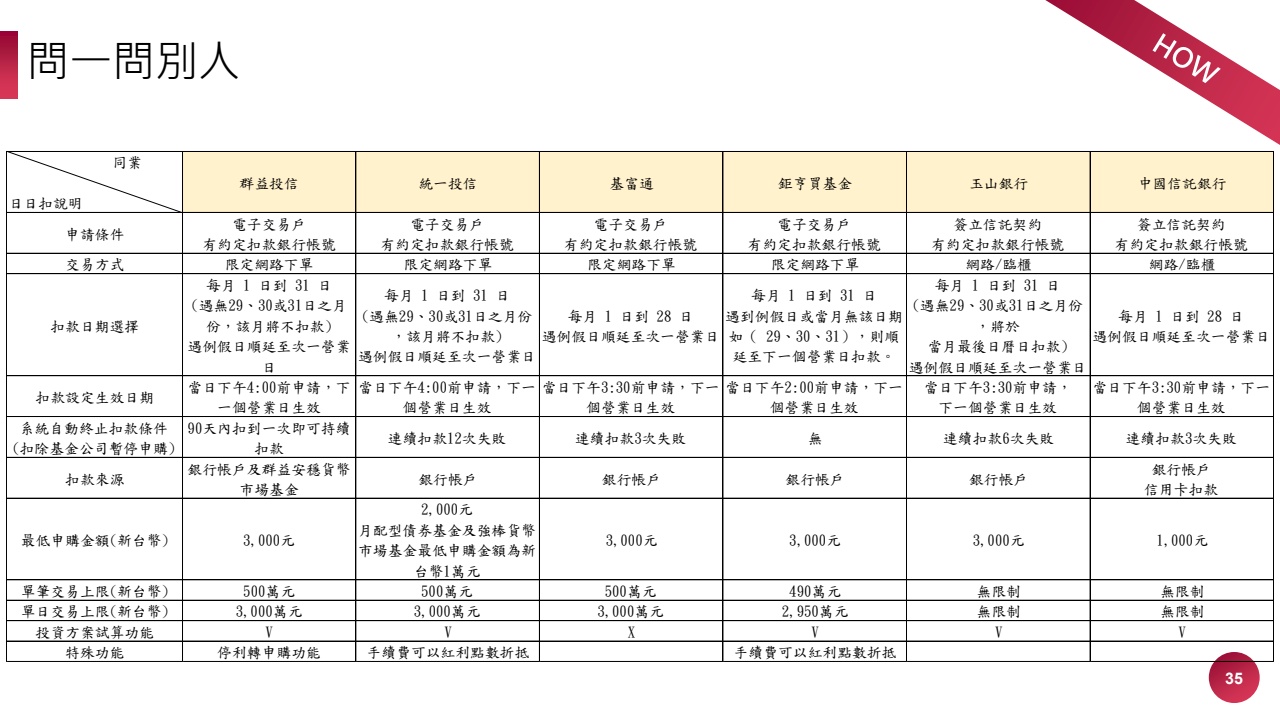 問一問別人
HOW
同業
日日扣說明
群益投信
統一投信
基富通
鉅亨買基金
玉山銀行
中國信託銀行
申請條件
電子交易戶
有約定扣款銀行帳號
電子交易戶
有約定扣款銀行帳號
電子交易戶
有約定扣款銀行帳號
電子交易戶
有約定扣款銀行帳號
簽立信託契約
有約定扣款銀行帳號
簽立信託契約
有約定扣款銀行帳號
交易方式
限定網路下單
限定網路下單
限定網路下單
限定網路下單
網路/臨櫃
網路/臨櫃
扣款日期選擇
每月 1 日到 31 日
(遇無29、30或31日之月
份，該月將不扣款)
遇例假日順延至次一營業
日
每月 1 日到 31 日
(遇無29、30或31日之月份
，該月將不扣款)
遇例假日順延至次一營業日
每月 1 日到 28 日
遇例假日順延至次一營業日
每月 1 日到 31 日
遇到例假日或當月無該日期
如（ 29、30、31），則順
延至下一個營業日扣款。
每月 1 日到 31 日
(遇無29、30或31日之月份
，將於
當月最後日曆日扣款)
遇例假日順延至次一營業日
每月 1 日到 28 日
遇例假日順延至次一營業日
扣款設定生效日期
當日下午4:00前申請，下
一個營業日生效
當日下午4:00前申請，下一
個營業日生效
當日下午3:30前申請，下一
個營業日生效
當日下午2:00前申請，下一
個營業日生效
當日下午3:30前申請，
下一個營業日生效
當日下午3:30前申請，下一
個營業日生效
系統自動終止扣款條件
(扣除基金公司暫停申購)
90天內扣到一次即可持續
扣款
連續扣款12次失敗
連續扣款3次失敗
無
連續扣款6次失敗
連續扣款3次失敗
扣款來源
銀行帳戶及群益安穩貨幣
市場基金
銀行帳戶
銀行帳戶
銀行帳戶
銀行帳戶
銀行帳戶
信用卡扣款
最低申購金額(新台幣)
3,000元
2,000元
月配型債券基金及強棒貨幣
市場基金最低申購金額為新
台幣1萬元
3,000元
3,000元
3,000元
1,000元
單筆交易上限(新台幣)
500萬元
500萬元
500萬元
490萬元
無限制
無限制
單日交易上限(新台幣)
3,000萬元
3,000萬元
3,000萬元
2,950萬元
無限制
無限制
投資方案試算功能
V
V
X
V
V
V
特殊功能
停利轉申購功能
手續費可以紅利點數折抵
手續費可以紅利點數折抵
35